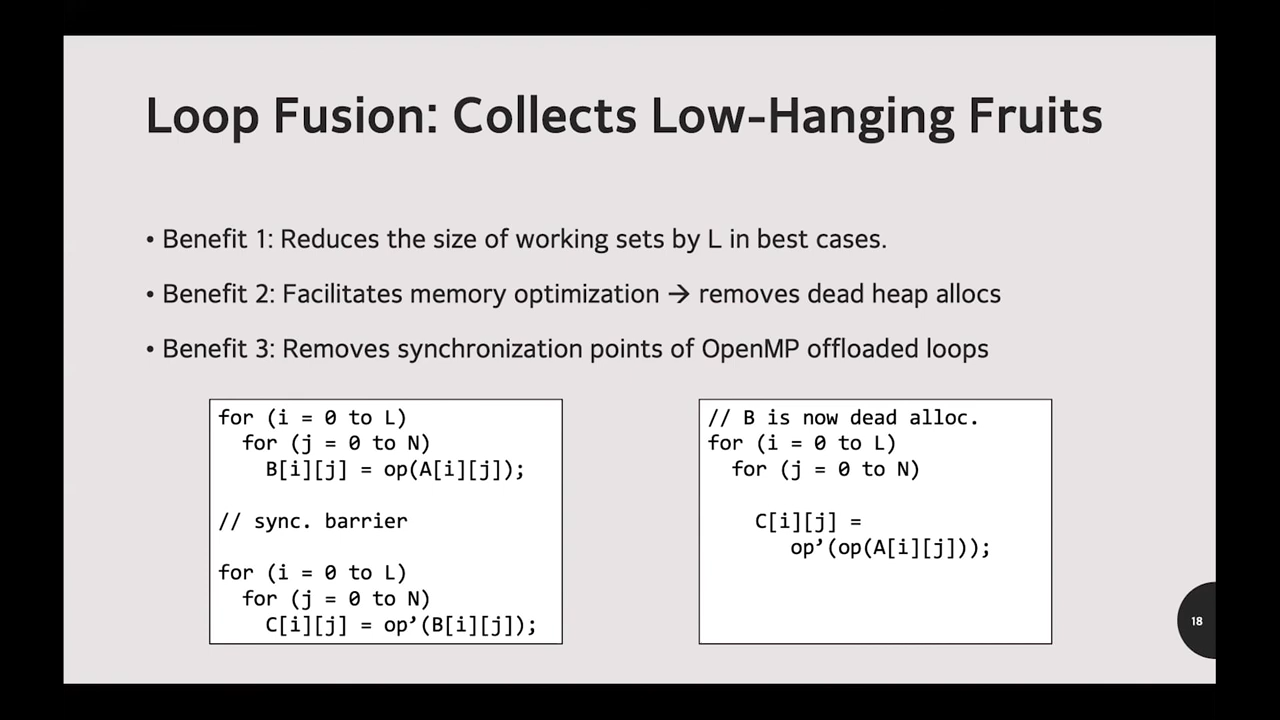 Loop Fusion: Collects Low-Hanging Fruits
• Benefit 1: Reduces the size of working sets by L in best cases.
• Benefit 2: Facilitates memory optimization → removes dead heap allocs
• Benefit 3: Removes synchronization points of OpenMP offloaded loops
for (i = 0 to L)
  for (j = 0 to N)
    B[i][j] = op(A[i][j]);
// sync. barrier
for (i = 0 to L)
  for (j = 0 to N)
    C[i][j] = op’(B[i][j]);
// B is now dead alloc.
for (i = 0 to L)
  for (j = 0 to N)
    C[i][j] =
       op’(op(A[i][j]));
18